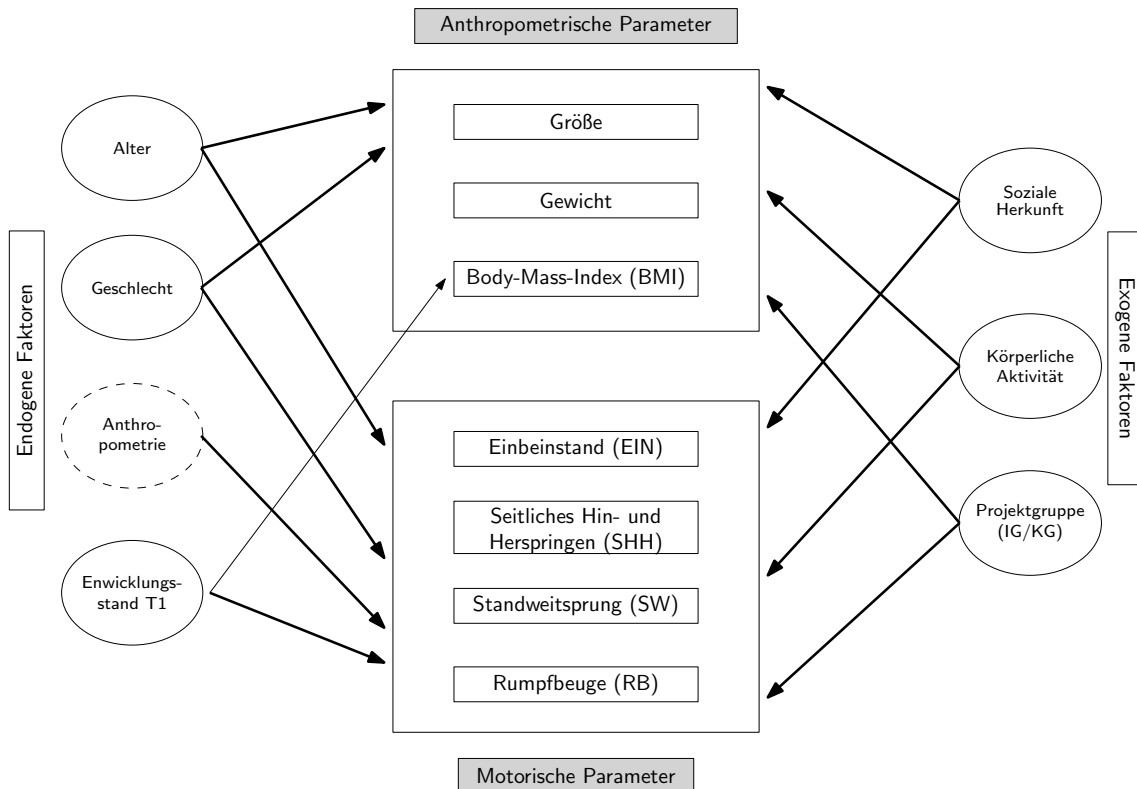 Anthropometrische Parameter
Größe
Gewicht
Body-Mass-Index (BMI)
Endogene Faktoren
Alter
Geschlecht
Anthro-
pometrie
Enwicklungs-
stand T1
Einbeinstand (EIN)
Seitliches Hin- und
Herspringen (SHH)
Standweitsprung (SW)
Rumpfbeuge (RB)
Motorische Parameter
Soziale
Herkunft
Körperliche
Aktivität
Projektgruppe
(IG/KG)
Exogene Faktoren